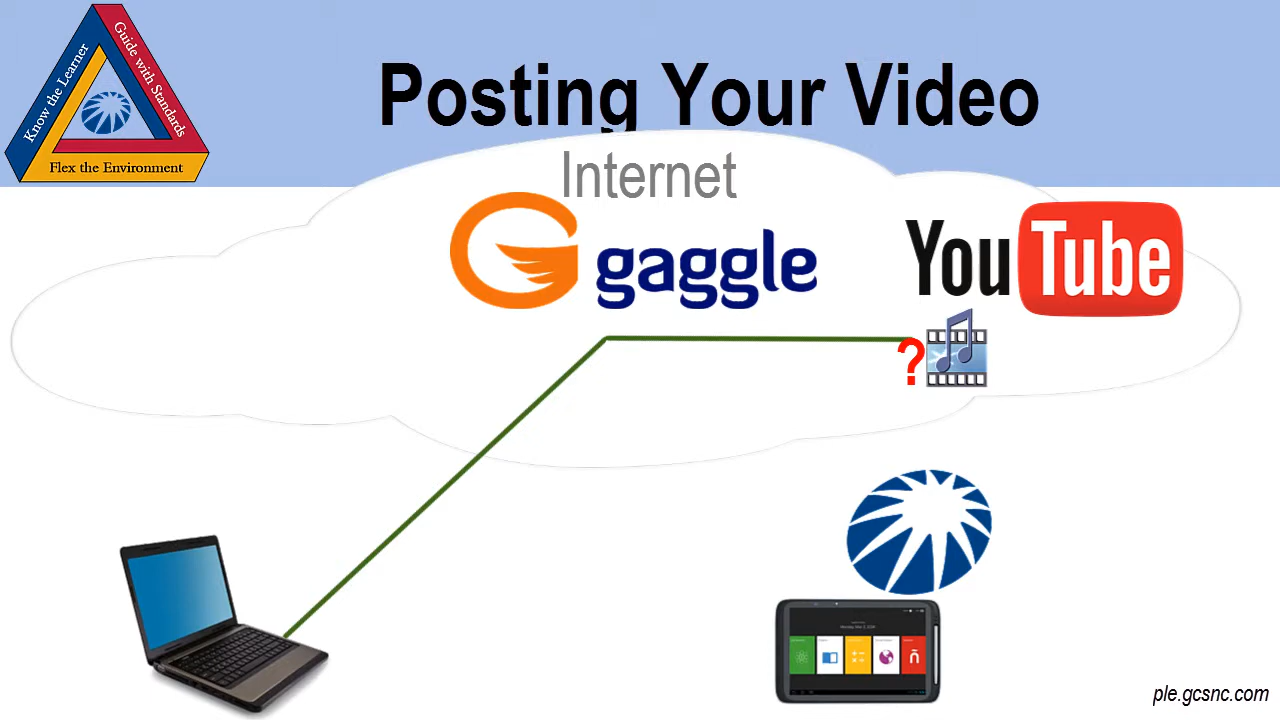 Know the Learner
Guide with Standards
Flex the Environment
Posting Your Video
Internet
G gaggle
YouTube
?
ple.gcsnc.com